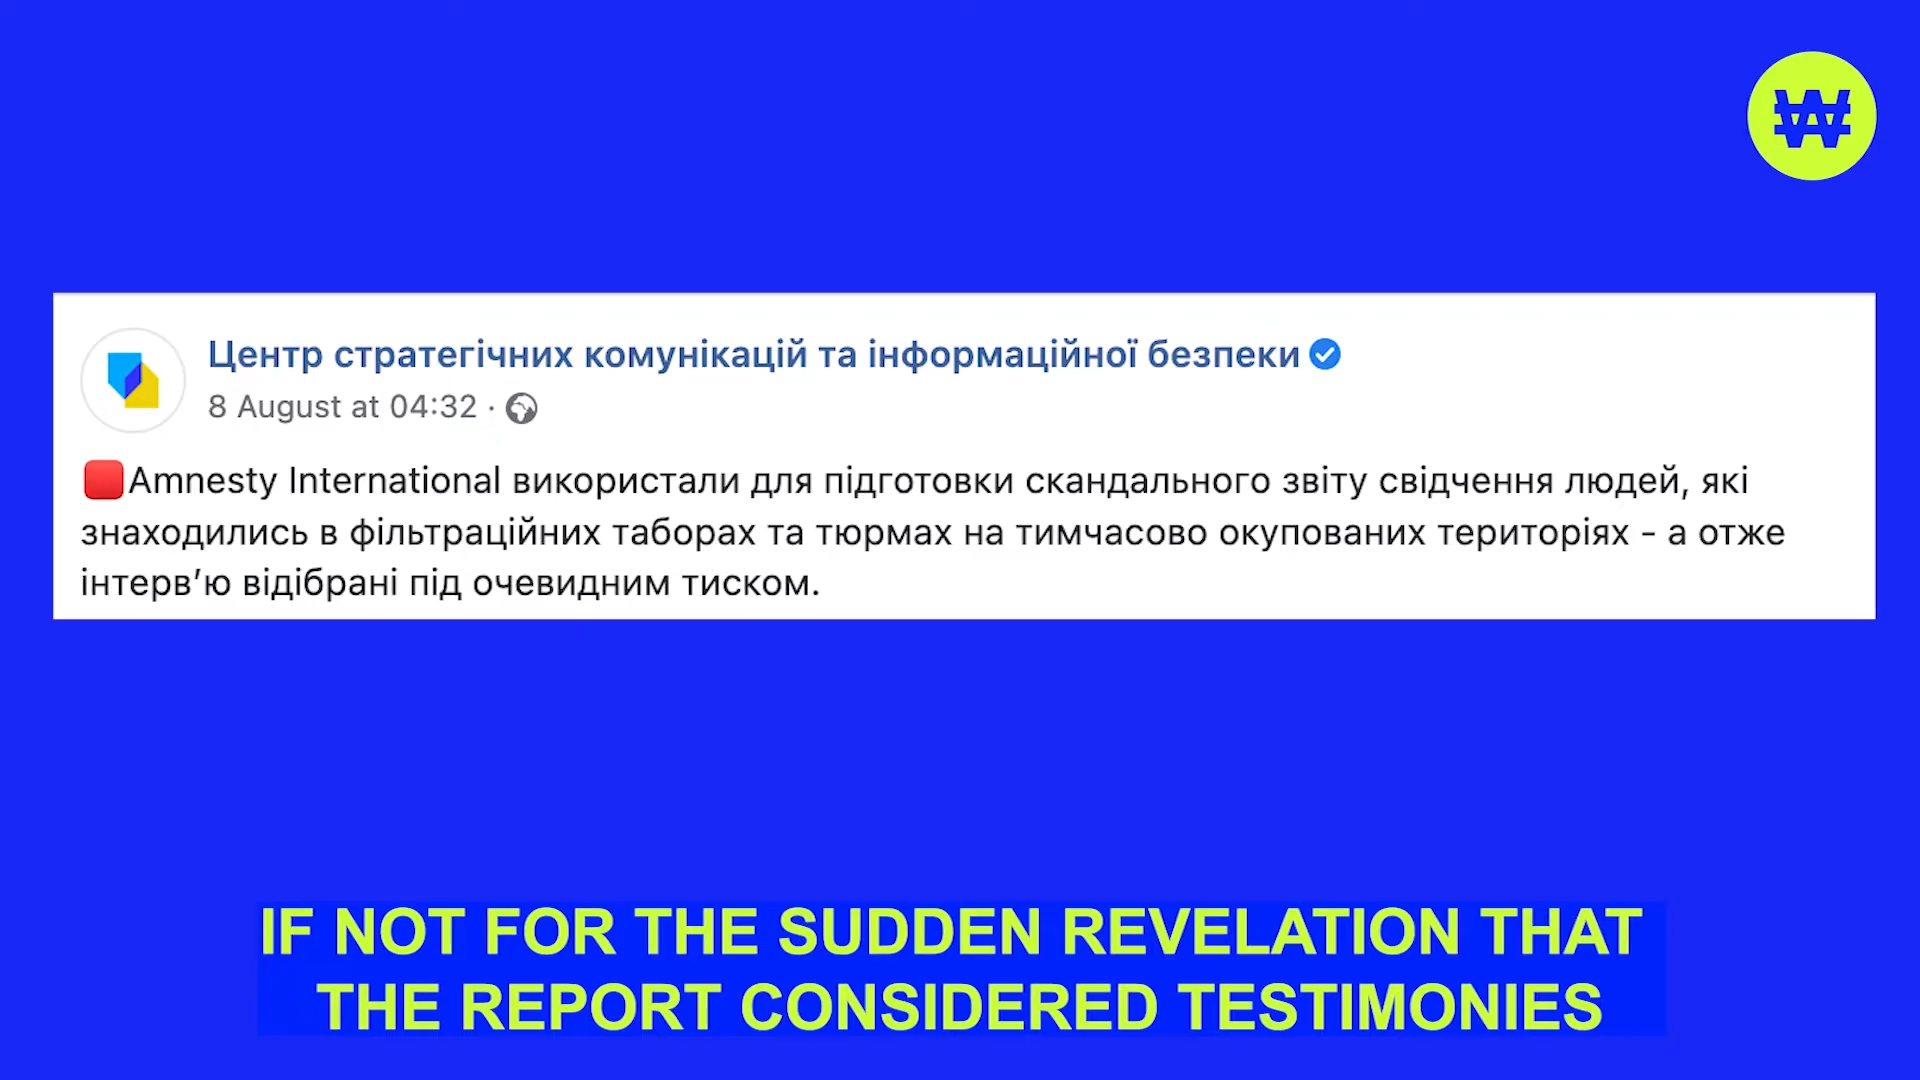 Центр стратегічних комунікацій та інформаційної безпеки
8 August at 04:32 ·
Amnesty International використали для підготовки скандального звіту свідчення людей, які
знаходились в фільтраційних таборах та тюрмах на тимчасово окупованих територіях - а отже
інтерв’ю відібрані під очевидним тиском.
IF NOT FOR THE SUDDEN REVELATION THAT
THE REPORT CONSIDERED TESTIMONIES